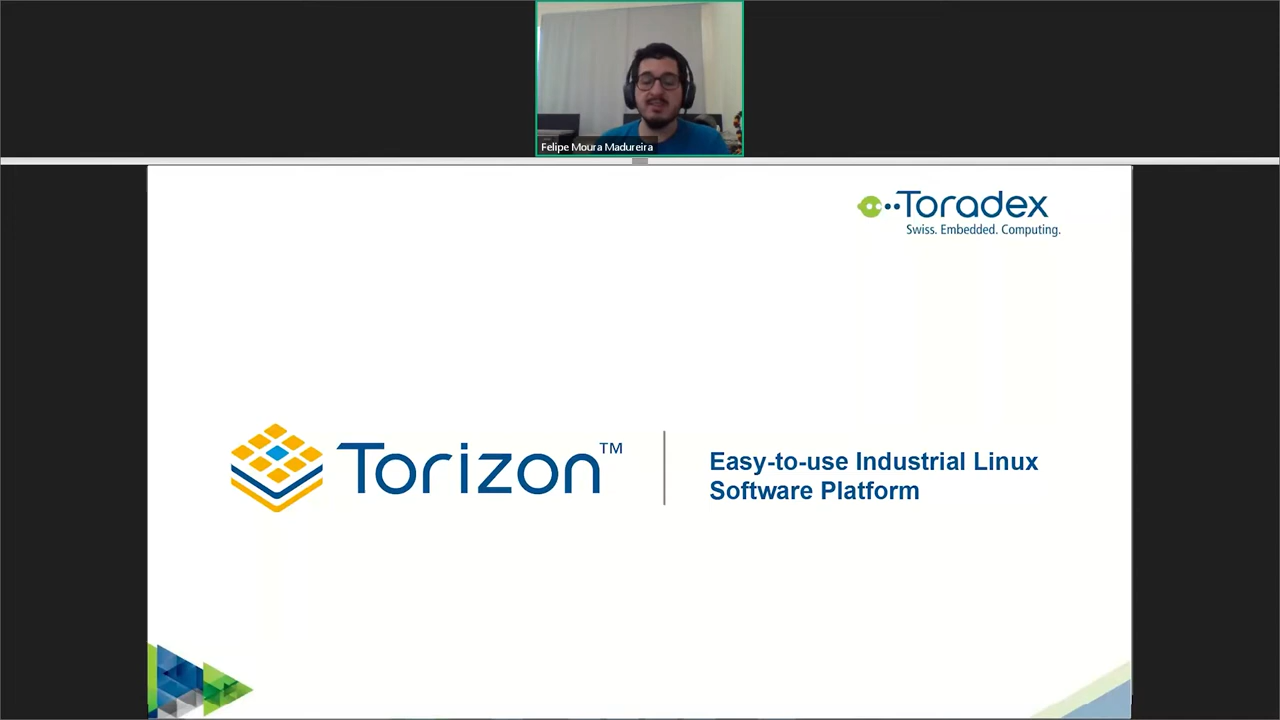 Felipe Moura Madureira
Toradex
Swiss. Embedded. Computing.
Torizon™
Easy-to-use Industrial Linux
Software Platform